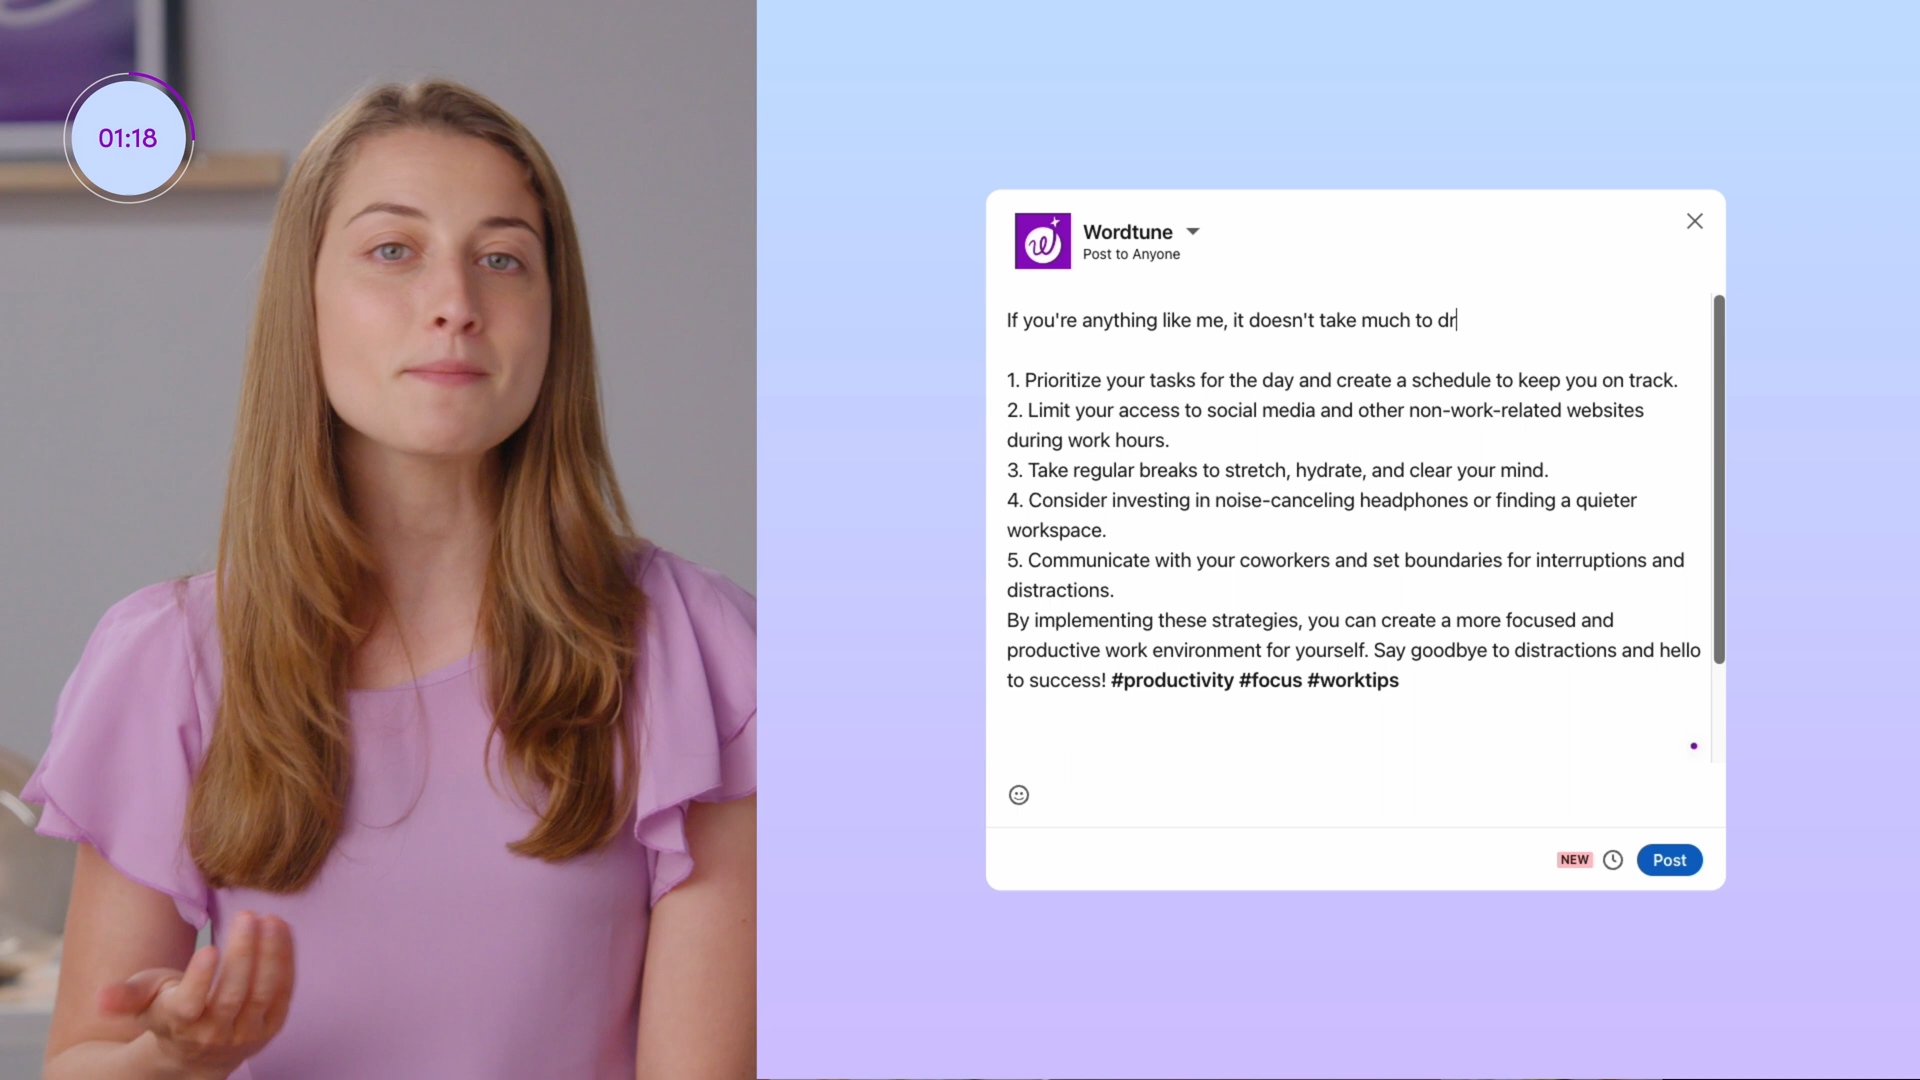 01:18
Wordtune
Post to Anyone
If you're anything like me, it doesn't take much to dr
1. Prioritize your tasks for the day and create a schedule to keep you on track.
2. Limit your access to social media and other non-work-related websites
during work hours.
3. Take regular breaks to stretch, hydrate, and clear your mind.
4. Consider investing in noise-canceling headphones or finding a quieter
workspace.
5. Communicate with your coworkers and set boundaries for interruptions and
distractions.
By implementing these strategies, you can create a more focused and
productive work environment for yourself. Say goodbye to distractions and hello
to success! #productivity #focus #worktips
NEW
Post